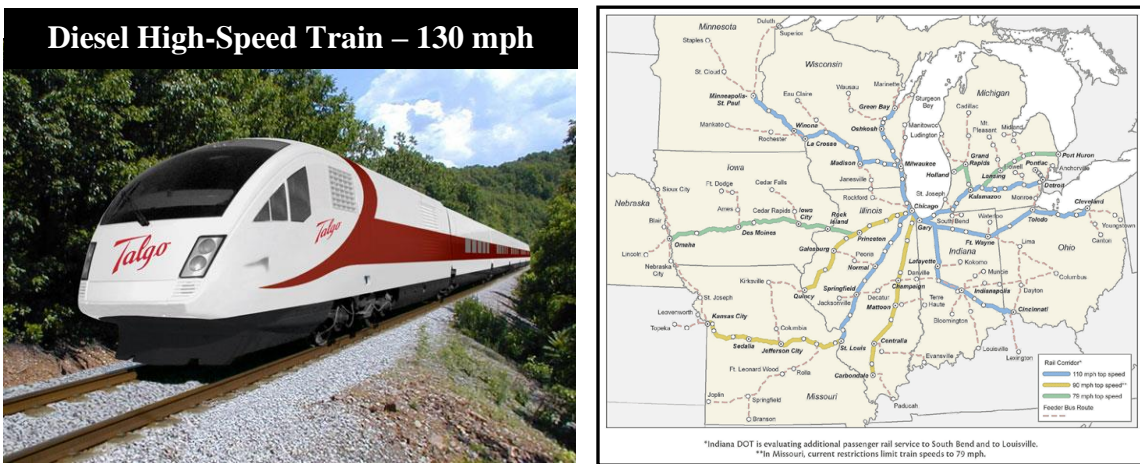 Diesel High-Speed Train – 130 mph
Talgo
Talgo
Minnesota
Duluth
Superior
Staples
St. Cloud
Minneapolis-
St. Paul
Mankato
Rochester
Winona
La Crosse
Wisconsin
Eau Claire
Wausau
Marinette
Green Bay
Sturgeon
Bay
Oshkosh
Manitowoc
Madison
Milwaukee
Janesville
Rockford
Michigan
Cadillac
Ludington
Mt.
Pleasant
Midland
Grand
Rapids
Holland
Lansing
Howell
Pontiac
Port Huron
Anchorville
Detroit
Monroe
Kalamazoo
St. Joseph
Iowa
Sioux City
Ft. Dodge
Cedar Falls
Ames
Cedar Rapids
Iowa
City
Des Moines
Rock
Island
Nebraska
Blair
Omaha
Lincoln
Nebraska
City
Illinois
Chicago
Princeton
Galesburg
Peoria
Normal
Quincy
Springfield
Jacksonville
Decatur
Danville
Champaign
Mattoon
Centralia
Carbondale
Paducah
Gary
South Bend
Waterloo
Ft. Wayne
Toledo
Cleveland
Youngstown
Canton
Indiana
Lafayette
Kokomo
Muncie
Indianapolis
Terre
Haute
Bloomington
Evansville
Louisville
Lexington
Ohio
Lima
Columbus
Dayton
Cincinnati
St. Joseph
Leavenworth
Topeka
Kansas City
Kirksville
Columbia
Sedalia
Jefferson City
St. Louis
Ft. Leonard Wood
Rolla
Missouri
Joplin
Springfield
Branson
Rail Corridor*
110 mph top speed
90 mph top speed**
79 mph top speed
Feeder Bus Route
*Indiana DOT is evaluating additional passenger rail service to South Bend and to Louisville.
**In Missouri, current restrictions limit train speeds to 79 mph.